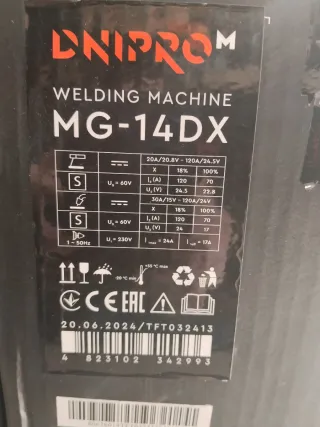 DNIPRO M
WELDING MACHINE
MG-14DX
20A/20.8V - 120A/24.5V
X 18% 100%
S U₀ = 60V I₂ (A) 120 70
U₂ (V) 24.5 22.8
30A/15V - 120A/24V
X 18% 100%
S U₀ = 60V I₂ (A) 120 70
U₂ (V) 24 17
1 ~ 50Hz U₁ = 230V I₁ₘₐₓ = 24A I₁eff = 17A
CE EAC
20.06.2024/TFT032413
4 823102 342993